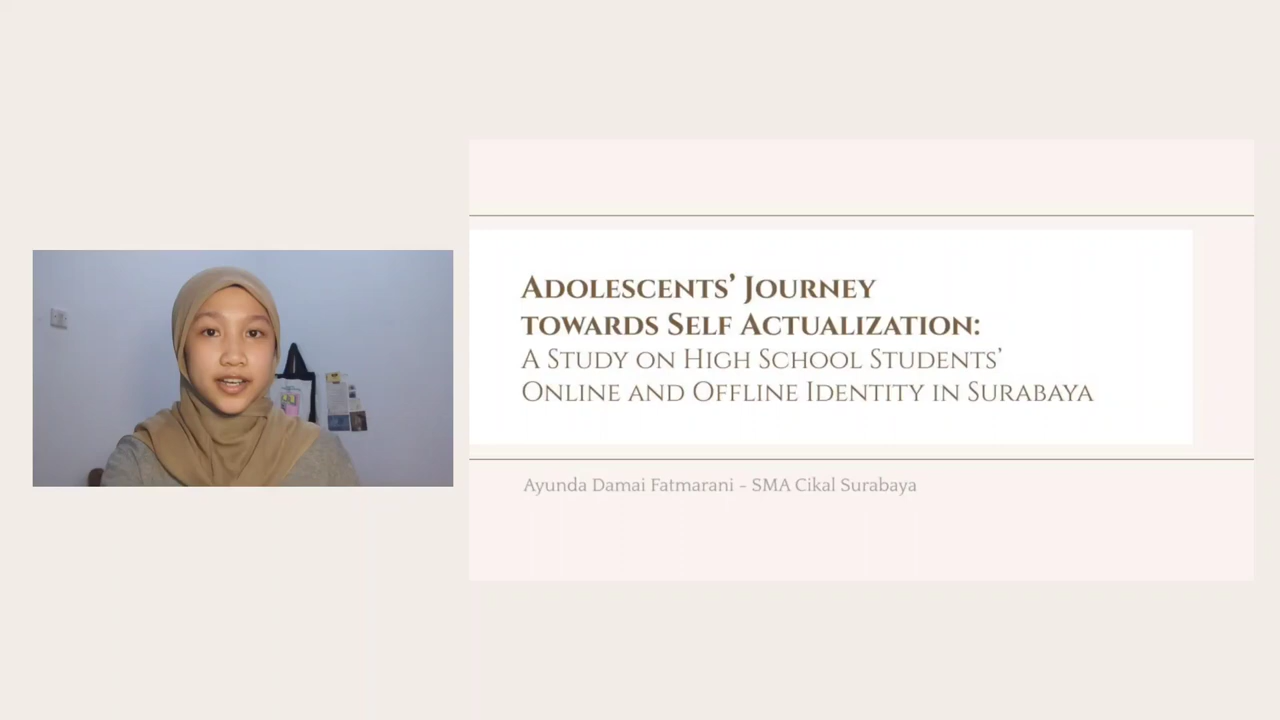 Adolescents’ Journey
towards Self Actualization:
A Study on High School Students’
Online and Offline Identity in Surabaya
Ayunda Damai Fatmarani - SMA Cikal Surabaya